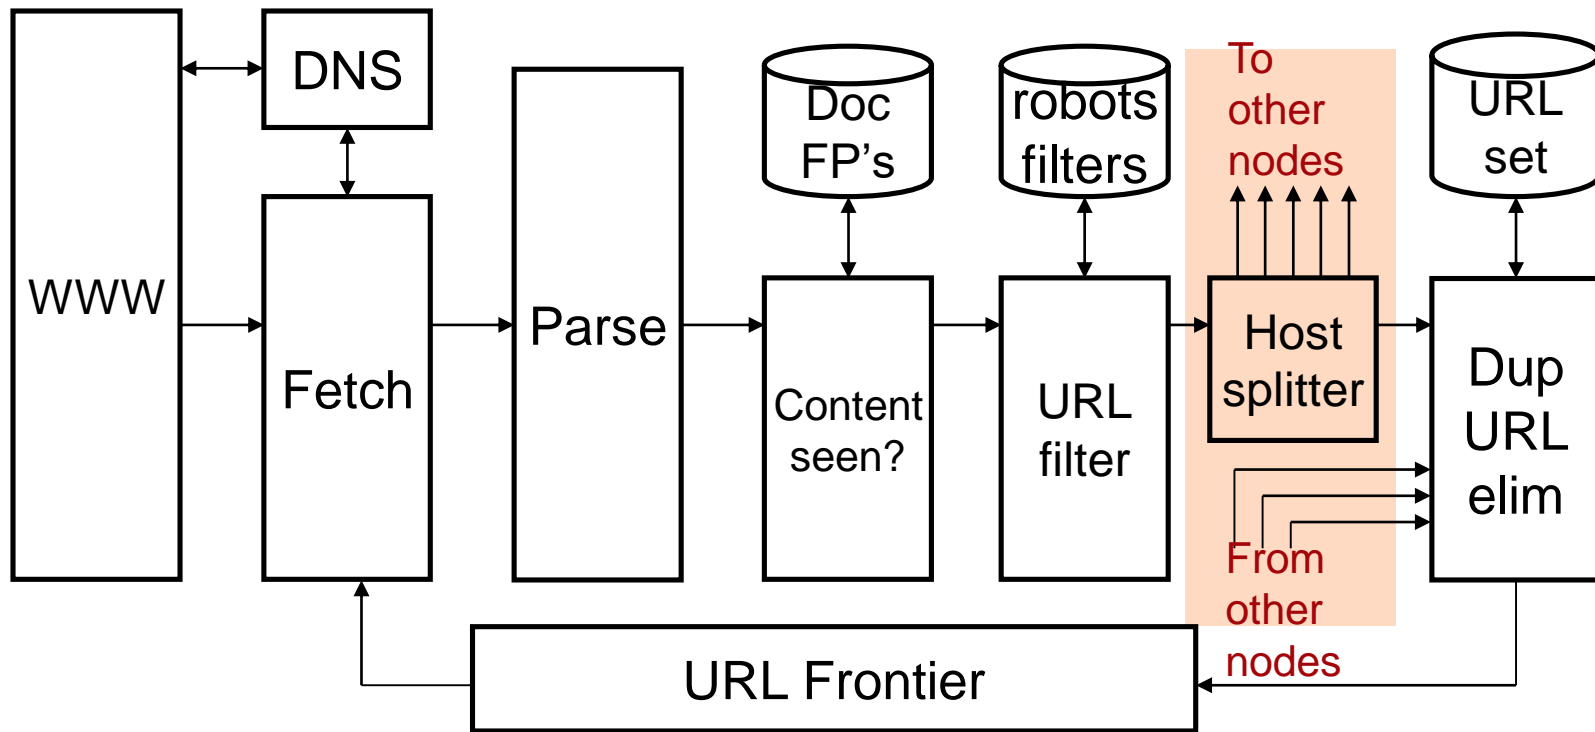 WWW
DNS
Fetch
Parse
Doc
FP's
Content
seen?
robots
filters
URL
filter
To
other
nodes
Host
splitter
From
other
nodes
URL
set
Dup
URL
elim
URL Frontier